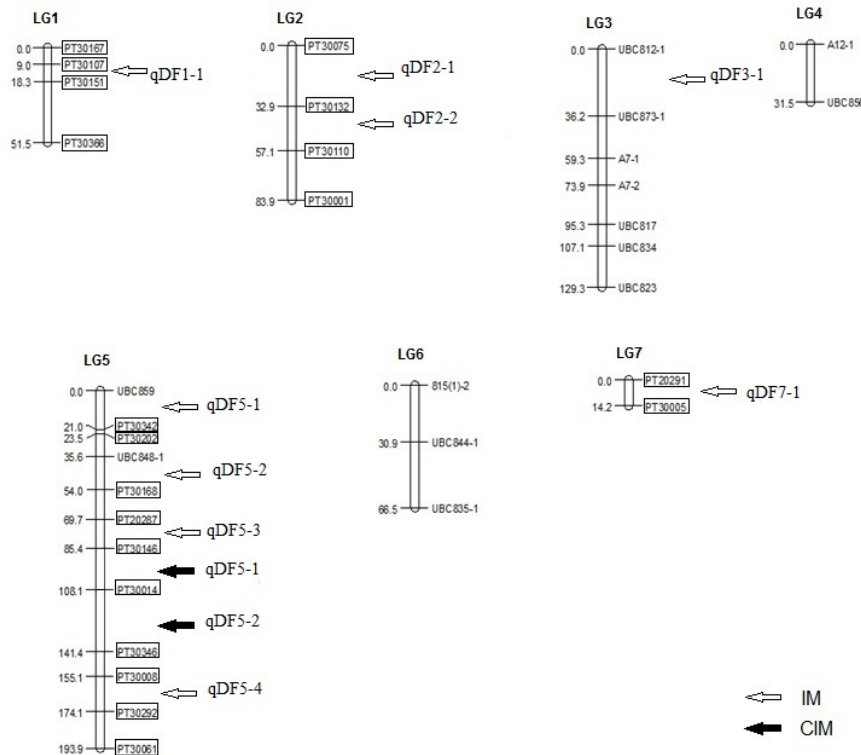 LG1
0.0 PT30167
9.0 PT30107
qDF1-1
18.3 PT30151
51.5 PT30366
LG2
0.0 PT30075
qDF2-1
32.9 PT30132
qDF2-2
57.1 PT30110
83.9 PT30001
LG3
0.0 UBC812-1
qDF3-1
36.2 UBC873-1
59.3 A7-1
73.9 A7-2
95.3 UBC817
107.1 UBC834
129.3 UBC823
LG4
0.0 A12-1
31.5 UBC856
LG5
0.0 UBC859
qDF5-1
21.0 PT30342
23.5 PT30202
35.6 UBC848-1
qDF5-2
54.0 PT30168
69.7 PT20287
qDF5-3
85.4 PT30146
qDF5-1
108.1 PT30014
qDF5-2
141.4 PT30346
155.1 PT30008
qDF5-4
174.1 PT30292
193.9 PT30061
LG6
0.0 815(1)-2
30.9 UBC844-1
66.5 UBC835-1
LG7
0.0 PT20291
qDF7-1
14.2 PT30005
IM
CIM